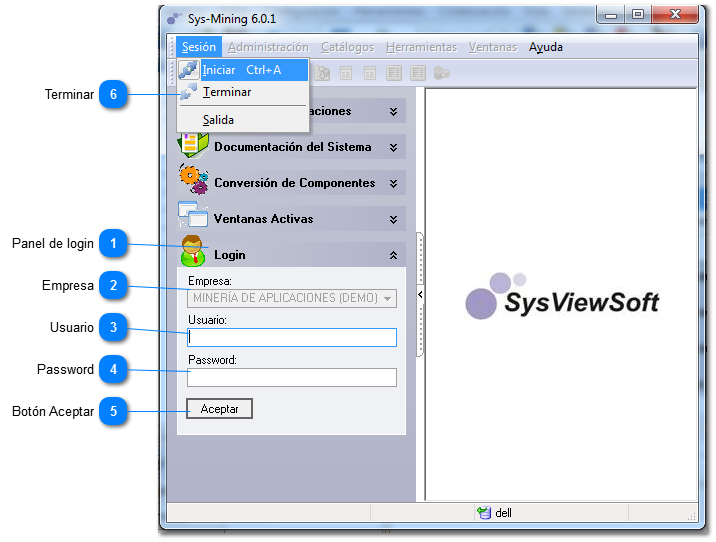 Sys-Mining 6.0.1
Sesión Administración Catálogos Herramientas Ventanas Ayuda
Iniciar Ctrl+A
Terminar 6 Terminar
aciones
Salida
Documentación del Sistema
Conversión de Componentes
Ventanas Activas
Panel de login 1 Login
Empresa:
Empresa 2 MINERÍA DE APLICACIONES (DEMO)
Usuario:
Usuario 3
Password:
Password 4
Botón Aceptar 5 Aceptar
SysViewSoft
dell